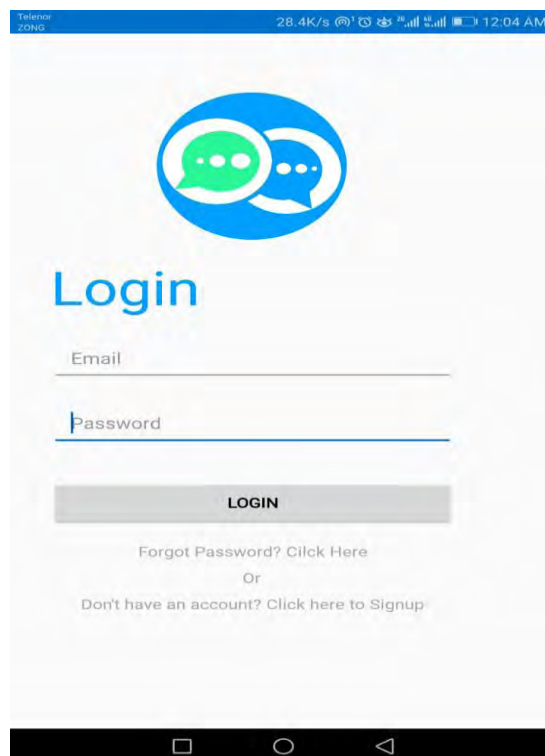 Telenor 28.4K/s 12:04 AM
ZONG
Login
Email
Password
LOGIN
Forgot Password? Cilck Here
Or
Don't have an account? Click here to Signup